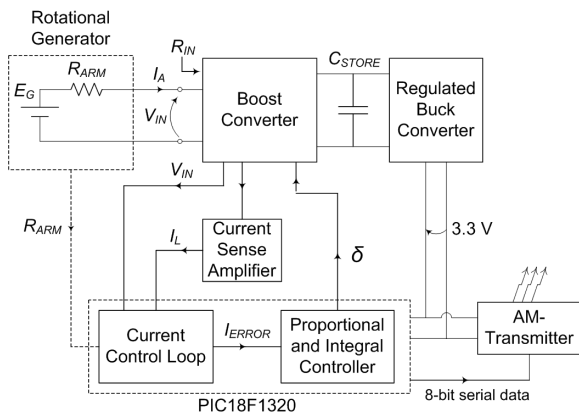 Rotational
Generator
R_ARM
I_A
R_IN
E_G
V_IN
Boost
Converter
C_STORE
Regulated
Buck
Converter
V_IN
R_ARM
I_L
Current
Sense
Amplifier
δ
3.3 V
Current
Control Loop
I_ERROR
Proportional
and Integral
Controller
AM-
Transmitter
8-bit serial data
PIC18F1320